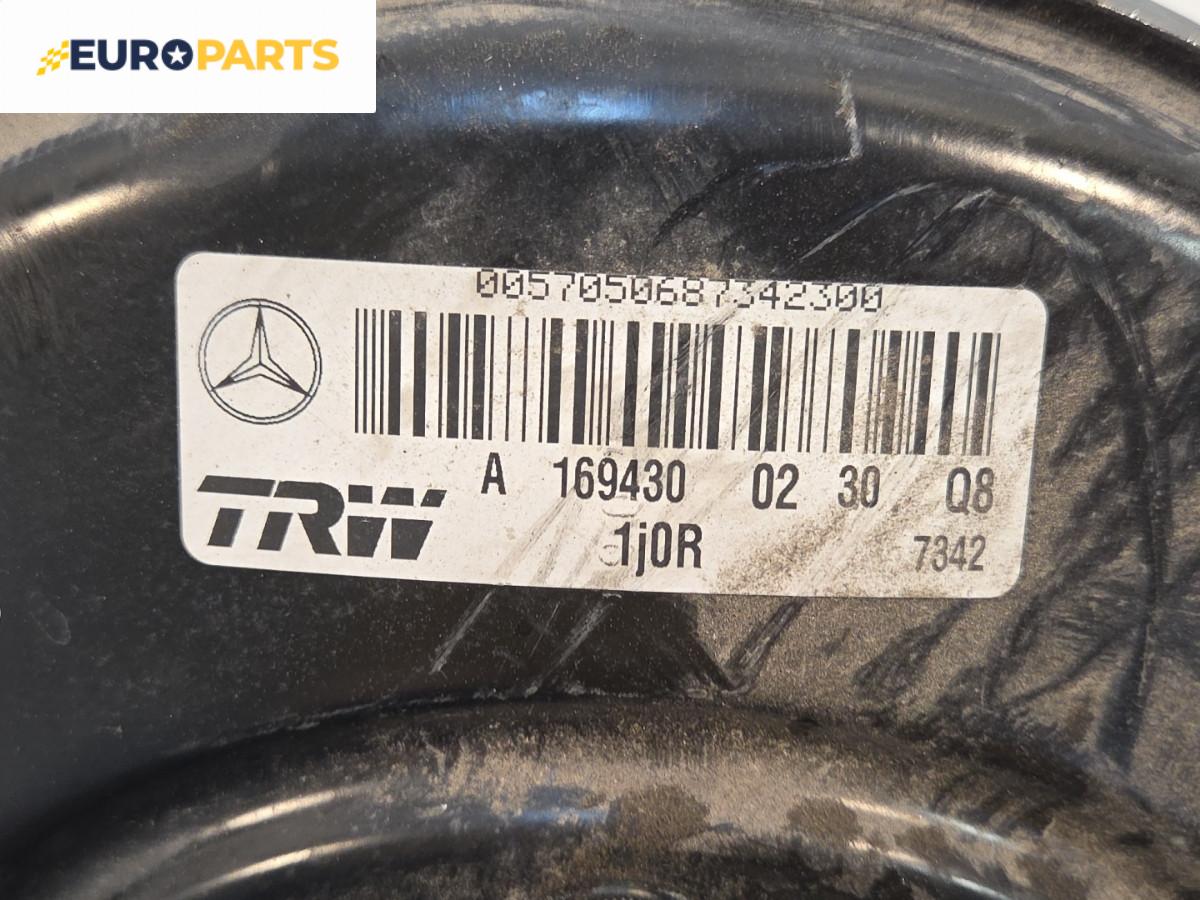 EUROPARTS
0057050687342300
A 169430 02 30 Q8
TRW
1j0R
7342